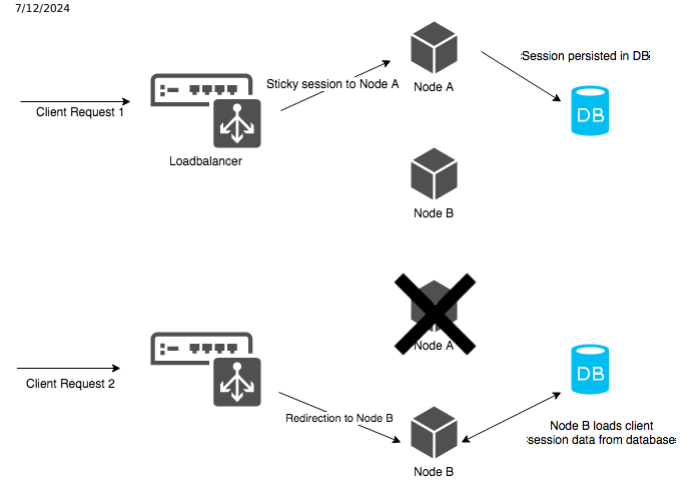 7/12/2024
Session persisted in DB
Sticky session to Node A
Node A
Client Request 1
DB
Loadbalancer
Node B
Node A
Client Request 2
DB
Redirection to Node B
Node B loads client
session data from database
Node B